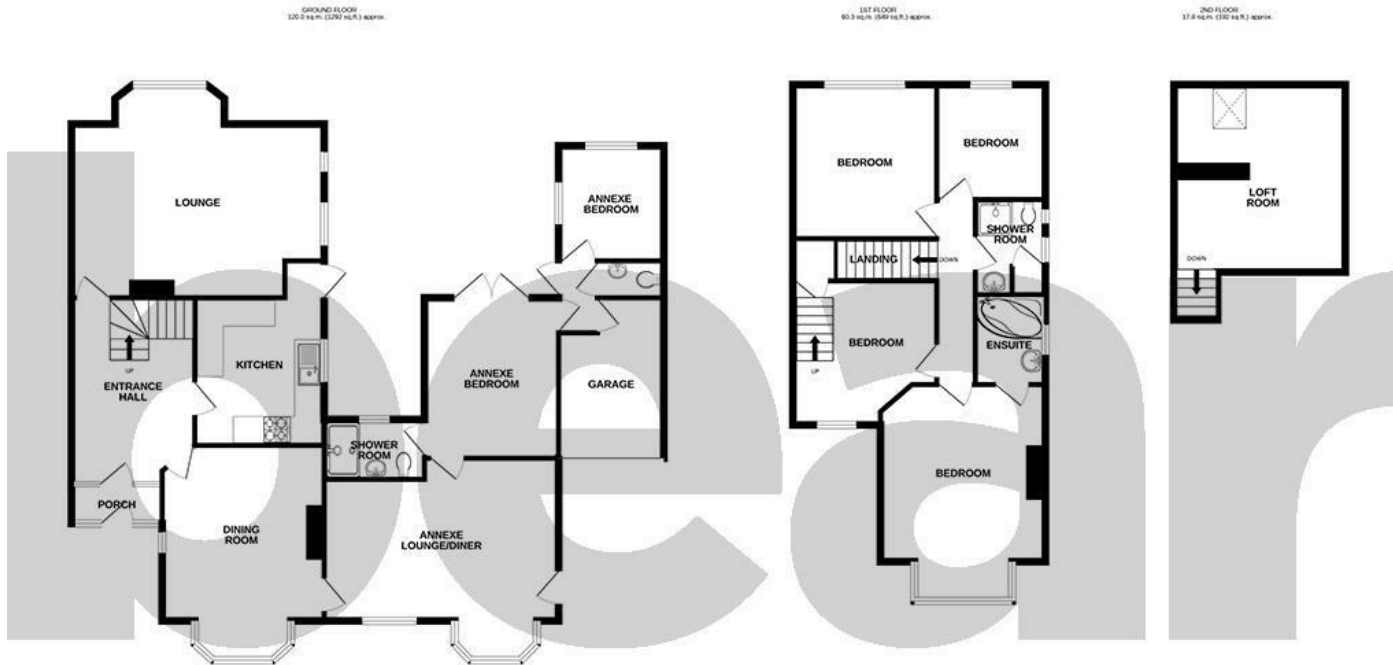 GROUND FLOOR
120.0 sq.m. (1292 sq.ft.) approx.
1ST FLOOR
60.3 sq.m. (649 sq.ft.) approx.
2ND FLOOR
17.8 sq.m. (192 sq.ft.) approx.
LOUNGE
ANNEXE
BEDROOM
KITCHEN
UP
ENTRANCE
HALL
ANNEXE
BEDROOM
GARAGE
SHOWER
ROOM
PORCH
DINING
ROOM
ANNEXE
LOUNGE/DINER
BEDROOM
BEDROOM
SHOWER
ROOM
LANDING
DOWN
BEDROOM
UP
ENSUITE
BEDROOM
LOFT
ROOM
DOWN
lear